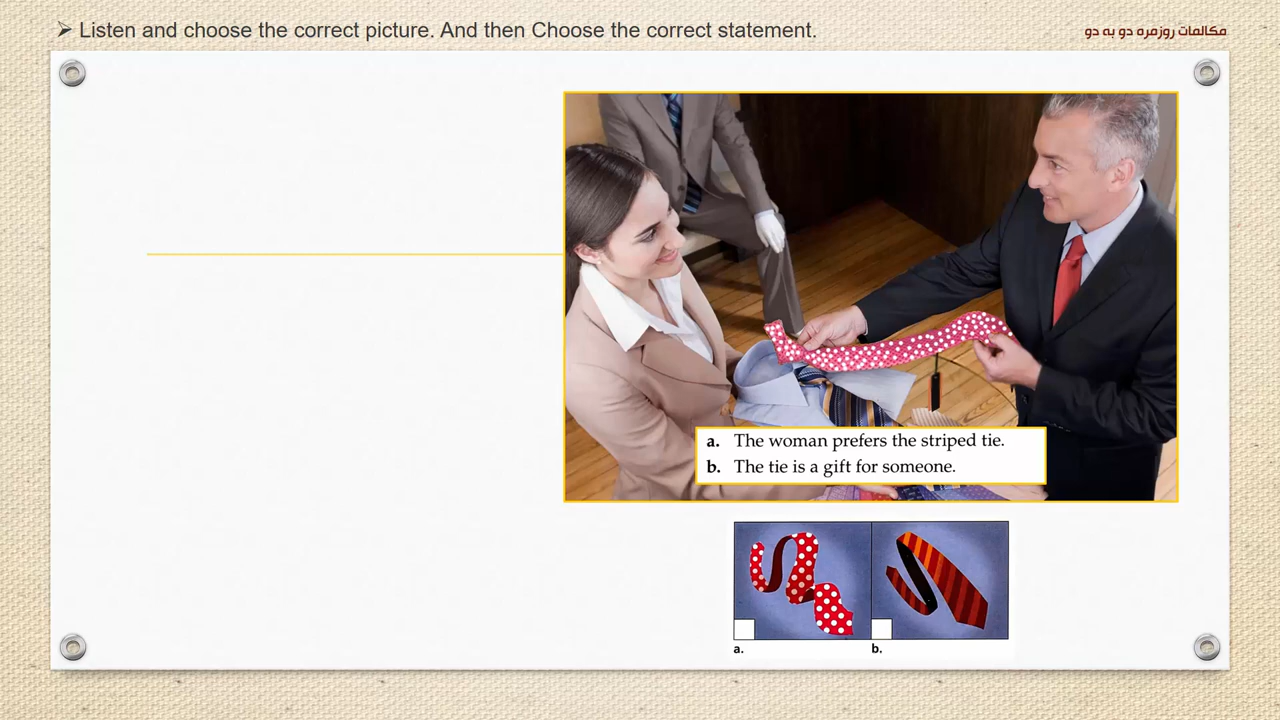 ➢ Listen and choose the correct picture. And then Choose the correct statement.
مکالمات روزمره دو به دو
a. The woman prefers the striped tie.
b. The tie is a gift for someone.
a. b.